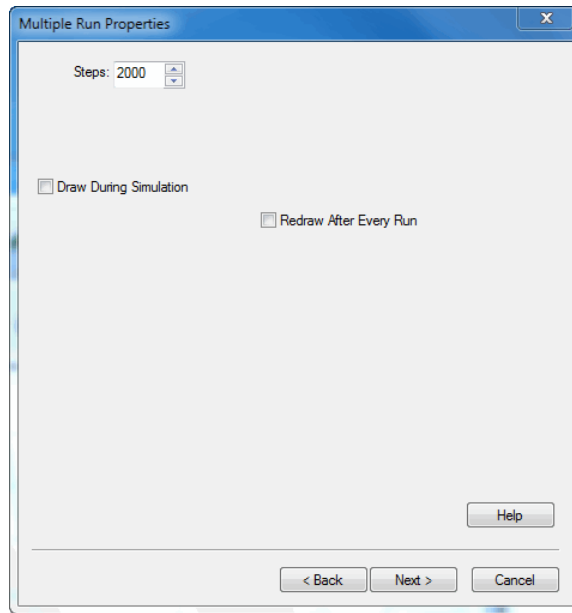 Multiple Run Properties
X
Steps: 2000
Draw During Simulation
Redraw After Every Run
Help
< Back Next > Cancel